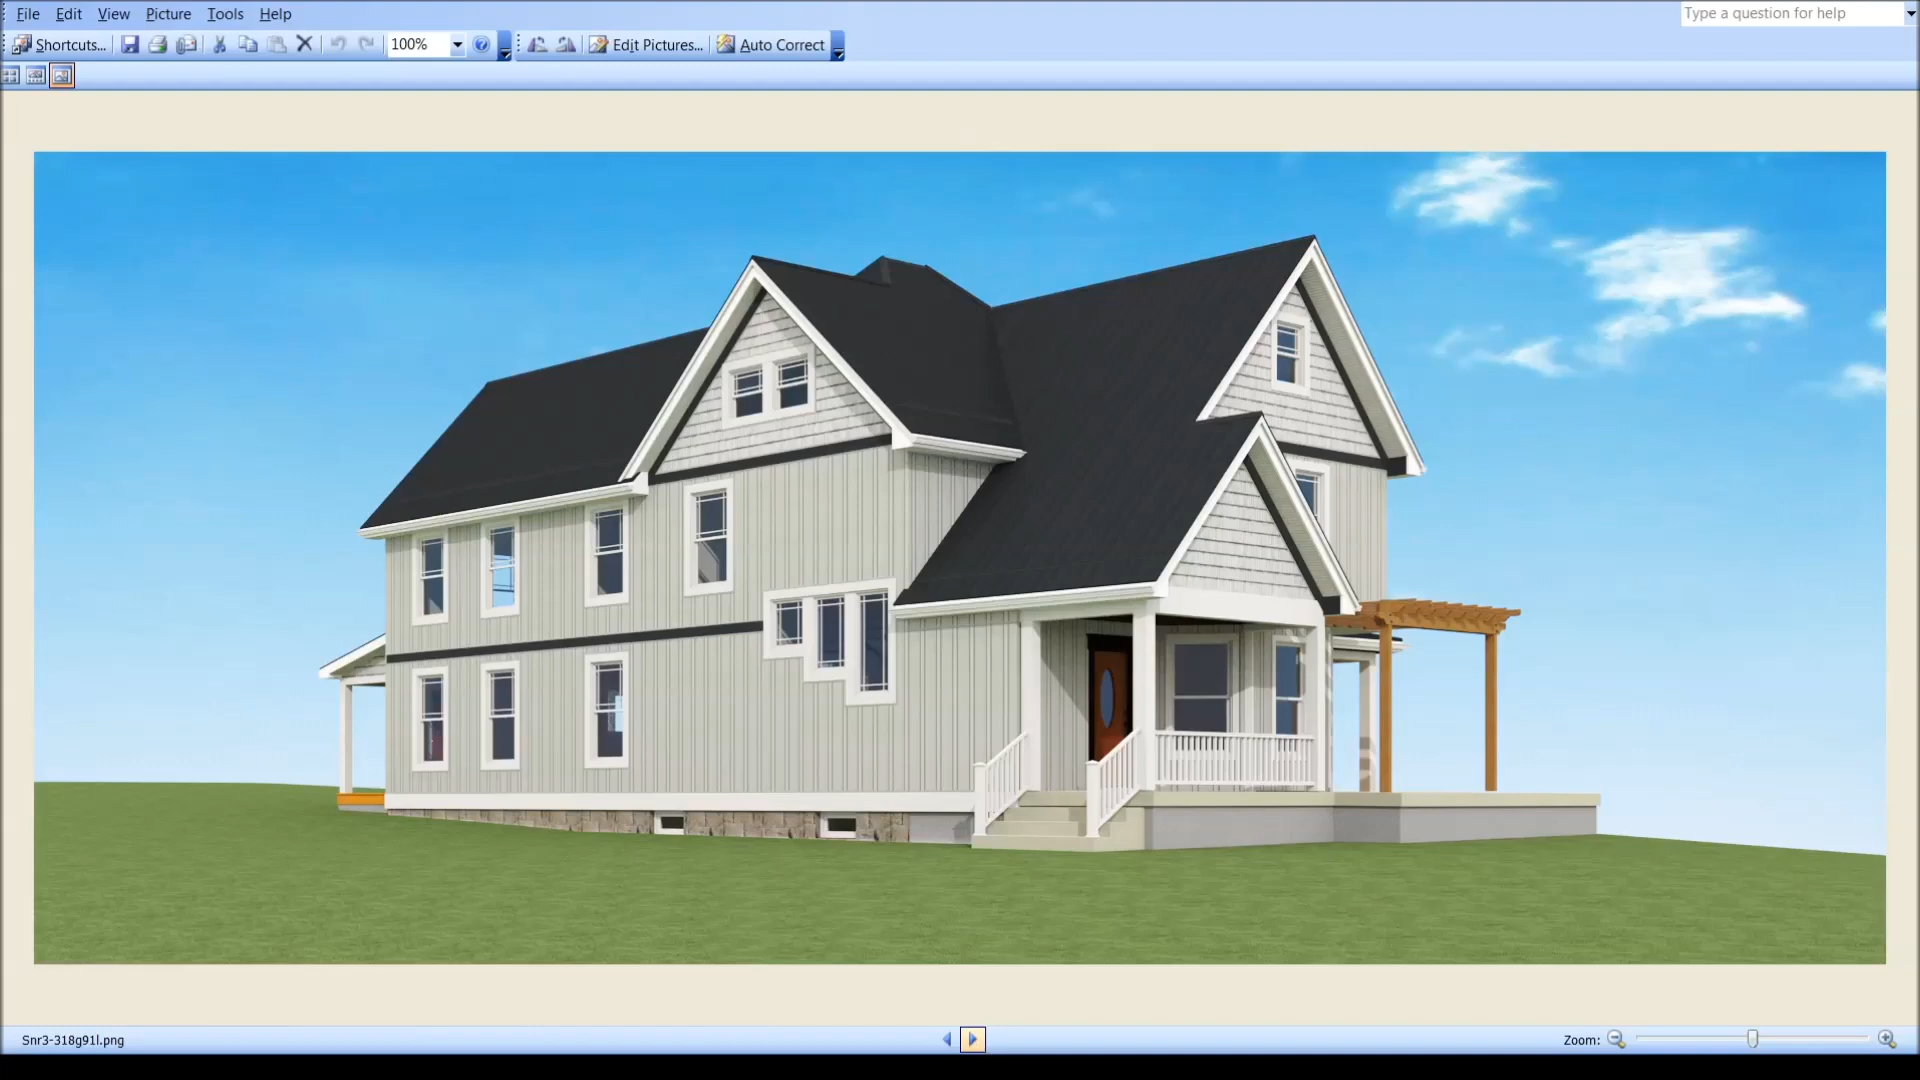 File Edit View Picture Tools Help
Type a question for help
Shortcuts... 100% Edit Pictures... Auto Correct
Snr3-318g91l.png
Zoom: